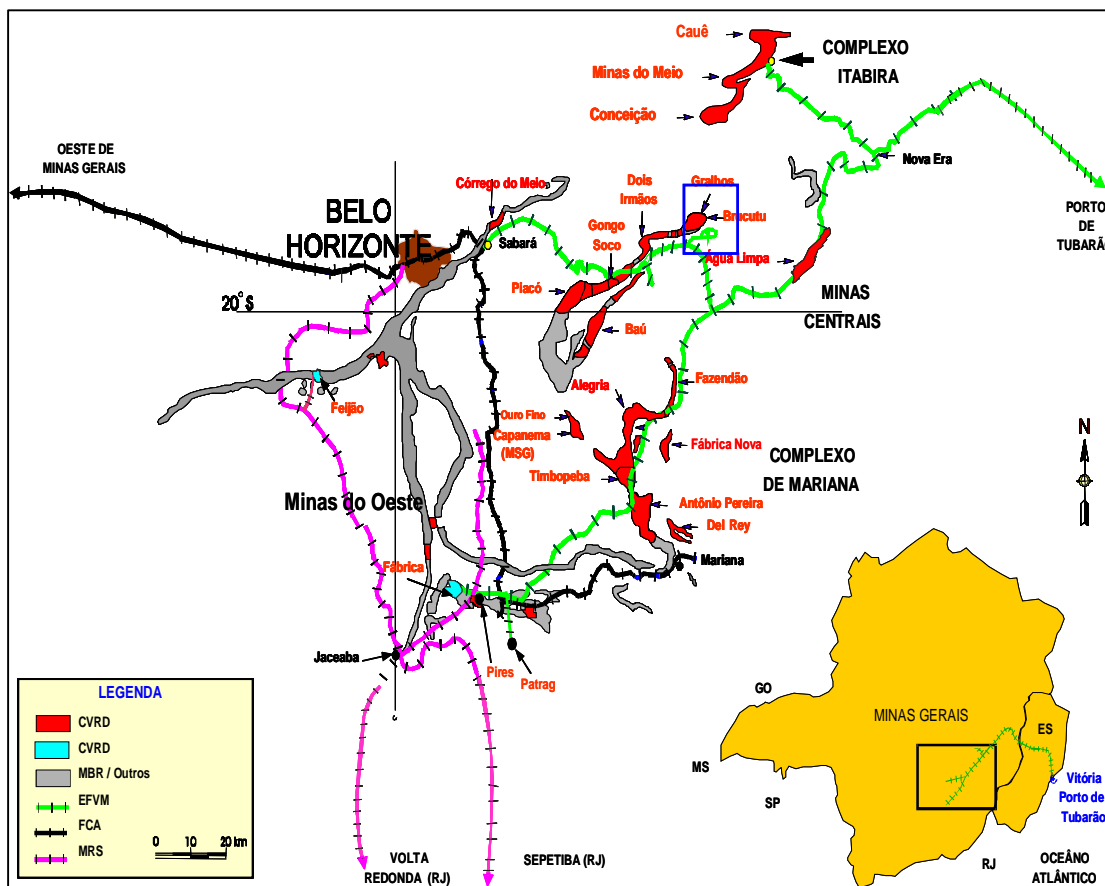 Cauê
COMPLEXO
ITABIRA
Minas do Meio
Conceição
OESTE DE
MINAS GERAIS
Nova Era
Córrego do Meio
Dois
Irmãos
Gralhos
Brucutu
BELO
HORIZONTE
Gongo
Soco
Sabará
PORTO
DE
TUBARÃO
Água Limpa
Placó
20°S
MINAS
CENTRAIS
Baú
Fazendão
Alegria
Feijão
Ouro Fino
Capanema
(MSG)
Fábrica Nova
N
COMPLEXO
DE MARIANA
Timbopeba
Minas do Oeste
Antônio Pereira
Del Rey
Mariana
Fábrica
Jaceaba
Pires
Patrag
LEGENDA
CVRD
CVRD
MBR / Outros
EFVM
FCA
MRS
0 10 20 km
VOLTA
REDONDA (RJ)
SEPETIBA (RJ)
GO
MINAS GERAIS
ES
MS
SP
Vitória
Porto de
Tubarão
RJ
OCEÂNO
ATLÂNTICO